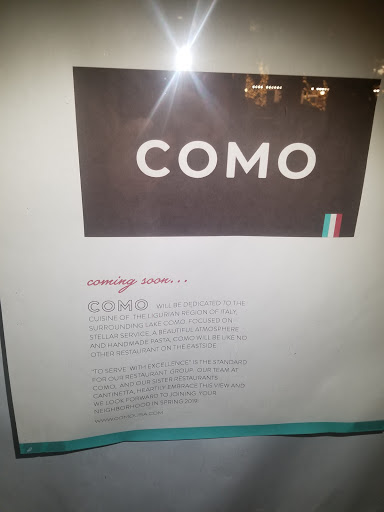 COMO
coming soon...
COMO WILL BE DEDICATED TO THE
CUISINE OF THE LIGURIAN REGION OF ITALY,
SURROUNDING LAKE COMO. FOCUSED ON
STELLAR SERVICE, A BEAUTIFUL ATMOSPHERE
AND HANDMADE PASTA, COMO WILL BE LIKE NO
OTHER RESTAURANT ON THE EASTSIDE.
'TO SERVE WITH EXCELLENCE' IS THE STANDARD
FOR OUR RESTAURANT GROUP. OUR TEAM AT
COMO, AND OUR SISTER RESTAURANTS
CANTINETTA, HEARTILY EMBRACE THIS VIEW AND
WE LOOK FORWARD TO JOINING YOUR
NEIGHBORHOOD IN SPRING 2018